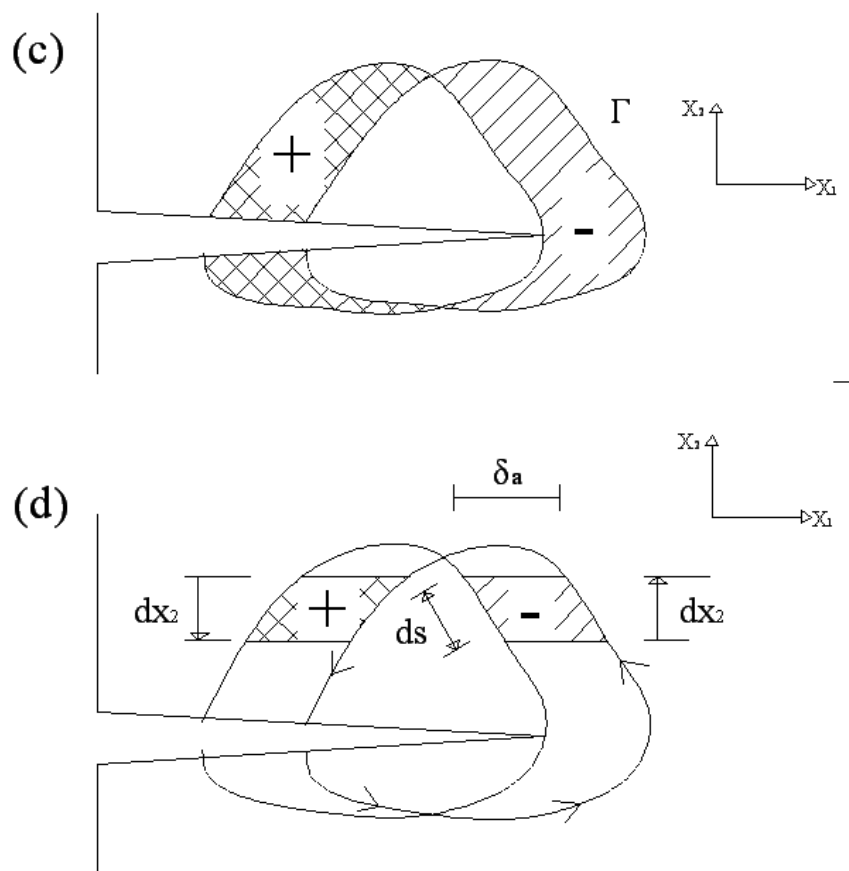 (c)
+
-
Γ
X₂
X₁
(d)
δa
X₂
X₁
dx₂
+
-
dx₂
ds